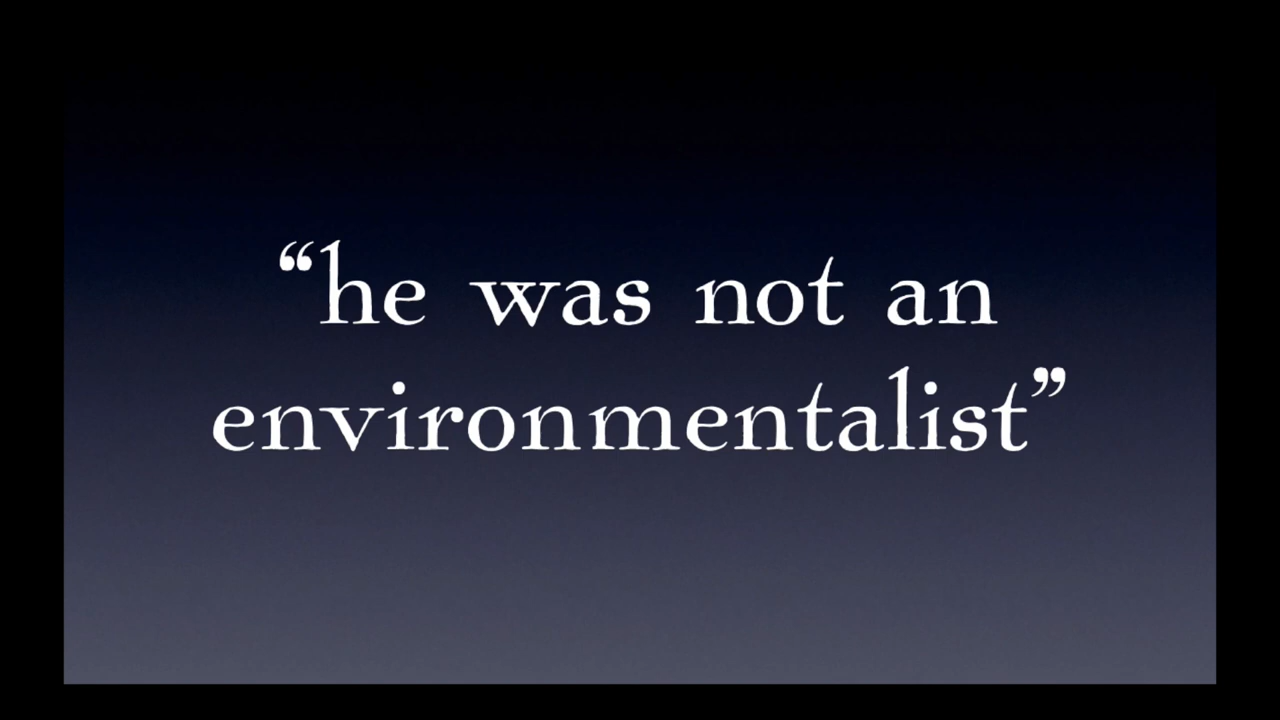 “he was not an
environmentalist”